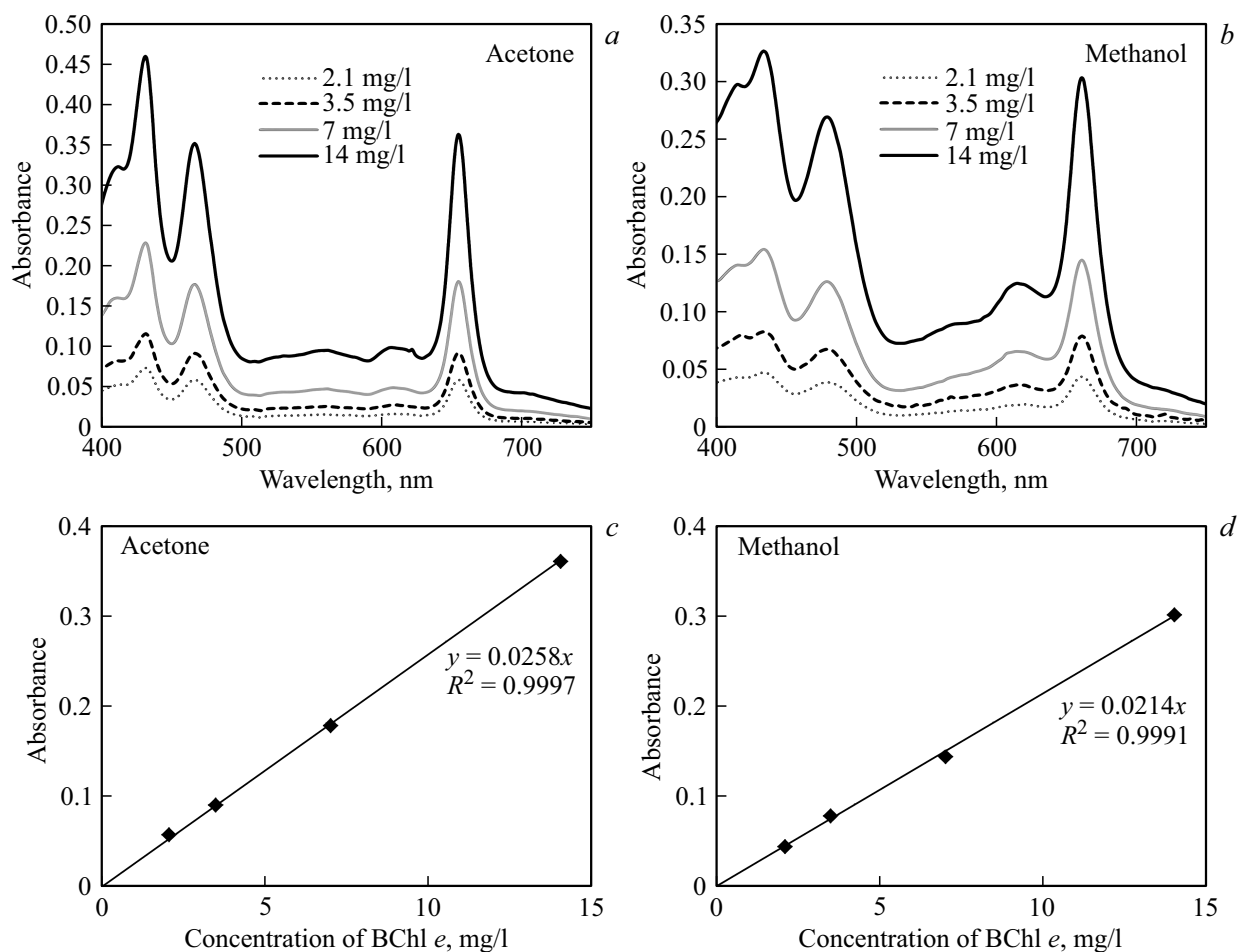 a
Acetone
2.1 mg/l
3.5 mg/l
7 mg/l
14 mg/l
0.50
0.45
0.40
0.35
0.30
0.25
0.20
0.15
0.10
0.05
0
Absorbance
400 500 600 700
Wavelength, nm
b
Methanol
2.1 mg/l
3.5 mg/l
7 mg/l
14 mg/l
0.35
0.30
0.25
0.20
0.15
0.10
0.05
0
Absorbance
400 500 600 700
Wavelength, nm
c
Acetone
y = 0.0258x
R² = 0.9997
0.4
0.3
0.2
0.1
0
Absorbance
0 5 10 15
Concentration of BChl e, mg/l
d
Methanol
y = 0.0214x
R² = 0.9991
0.4
0.3
0.2
0.1
0
Absorbance
0 5 10 15
Concentration of BChl e, mg/l